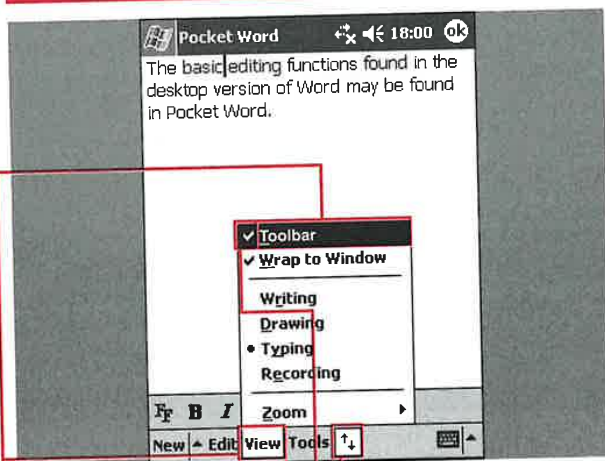 Pocket Word 18:00 ok
The basic editing functions found in the
desktop version of Word may be found
in Pocket Word.
Toolbar
Wrap to Window
Writing
Drawing
Typing
Recording
Zoom
FF B I
New Edit View Tools